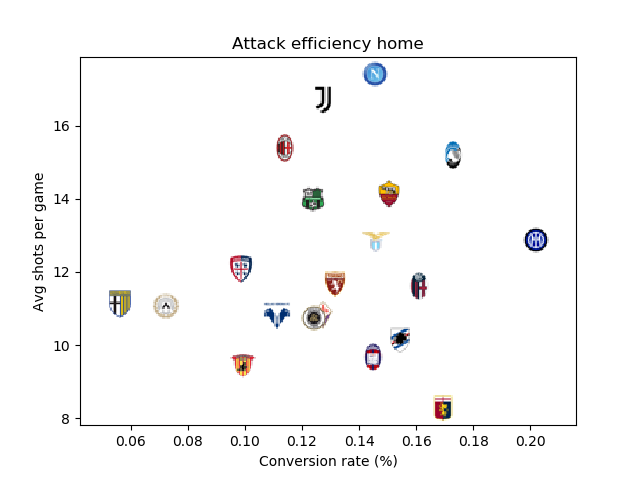 Attack efficiency home
Avg shots per game
16
14
12
10
8
0.06 0.08 0.10 0.12 0.14 0.16 0.18 0.20
Conversion rate (%)
N